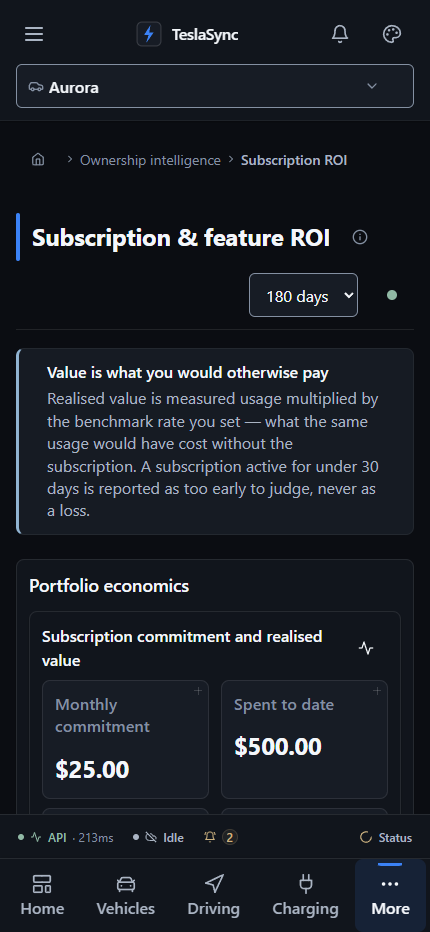 TeslaSync
Aurora
Ownership intelligence
Subscription ROI
Subscription & feature ROI
180 days
Value is what you would otherwise pay
Realised value is measured usage multiplied by
the benchmark rate you set — what the same
usage would have cost without the
subscription. A subscription active for under 30
days is reported as too early to judge, never as
a loss.
Portfolio economics
Subscription commitment and realised
value
Monthly
commitment
$25.00
Spent to date
$500.00
API · 213ms
Idle
2
Status
Home
Vehicles
Driving
Charging
More